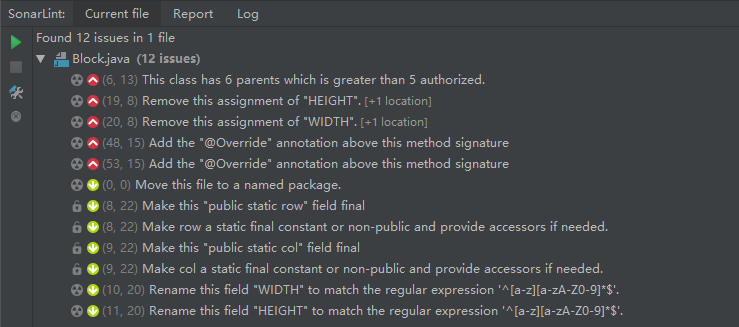 SonarLint: Current file Report Log
Found 12 issues in 1 file
Block.java (12 issues)
(6, 13) This class has 6 parents which is greater than 5 authorized.
(19, 8) Remove this assignment of "HEIGHT". [+1 location]
(20, 8) Remove this assignment of "WIDTH". [+1 location]
(48, 15) Add the "@Override" annotation above this method signature
(53, 15) Add the "@Override" annotation above this method signature
(0, 0) Move this file to a named package.
(8, 22) Make this "public static row" field final
(8, 22) Make row a static final constant or non-public and provide accessors if needed.
(9, 22) Make this "public static col" field final
(9, 22) Make col a static final constant or non-public and provide accessors if needed.
(10, 20) Rename this field "WIDTH" to match the regular expression '^[a-z][a-zA-Z0-9]*$'.
(11, 20) Rename this field "HEIGHT" to match the regular expression '^[a-z][a-zA-Z0-9]*$'.